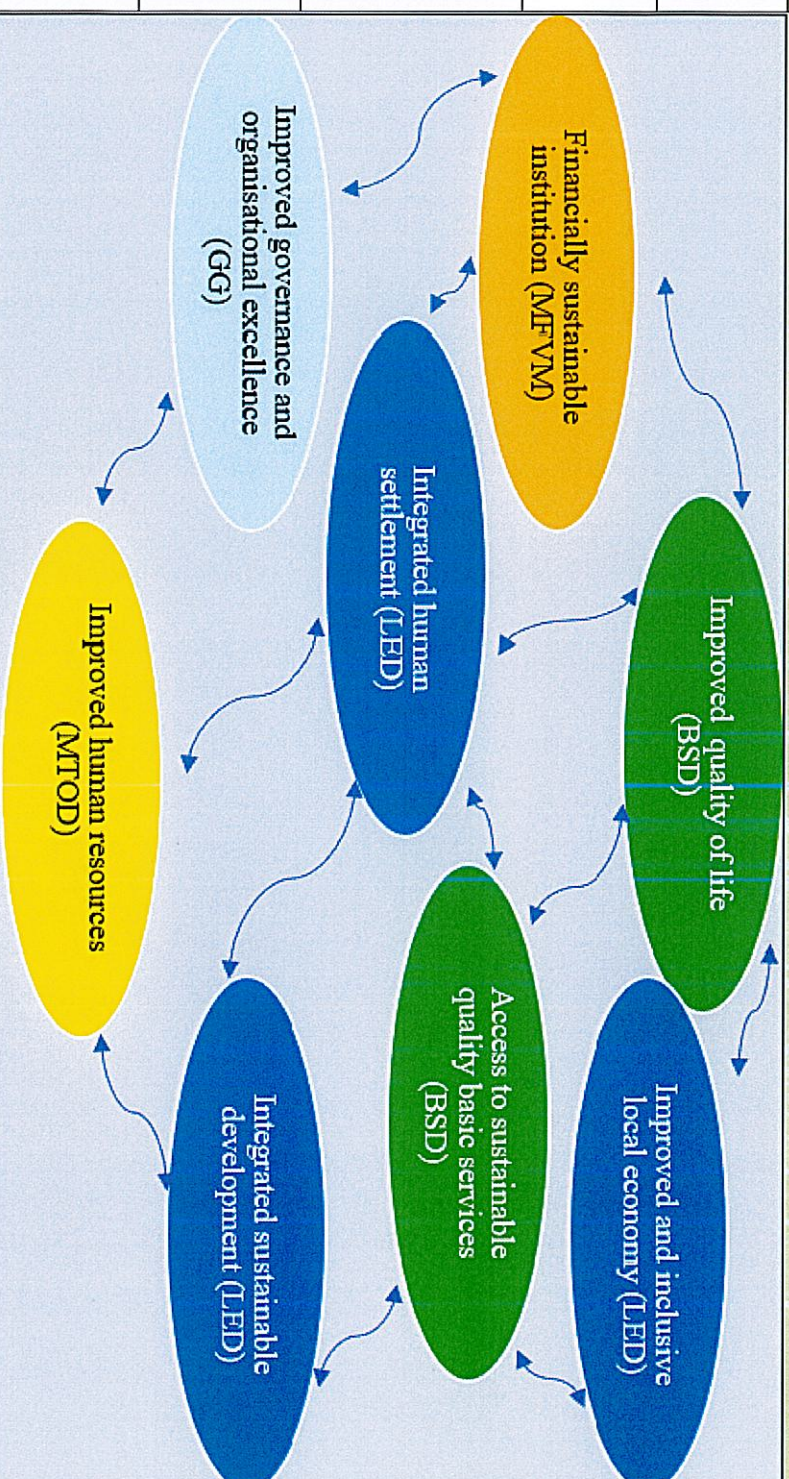 Improved quality of life
(BSD)
Improved and inclusive
local economy (LED)
Financially sustainable
institution (MFVM)
Access to sustainable
quality basic services
(BSD)
Integrated human
settlement (LED)
Improved governance and
organisational excellence
(GG)
Integrated sustainable
development (LED)
Improved human resources
(MTOD)